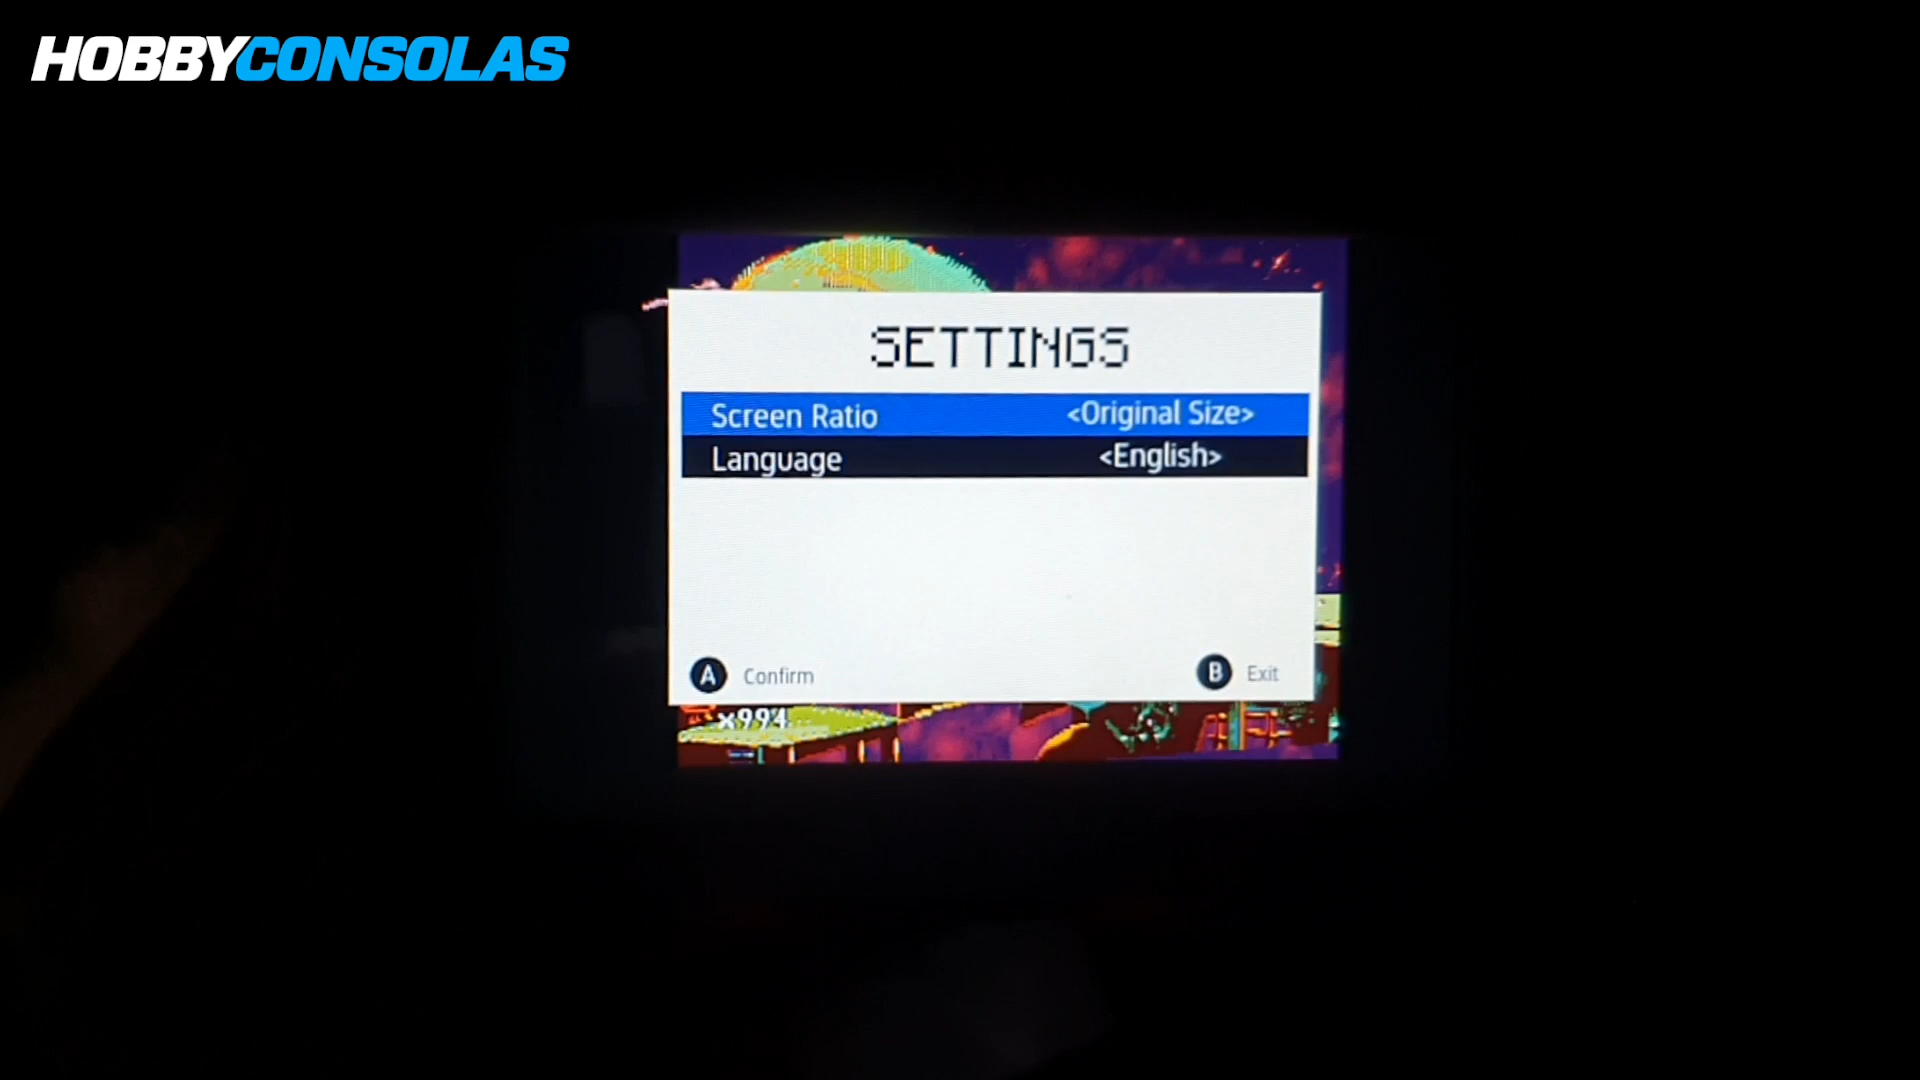 HOBBYCONSOLAS
SETTINGS
Screen Ratio <Original Size>
Language <English>
A Confirm B Exit
×994